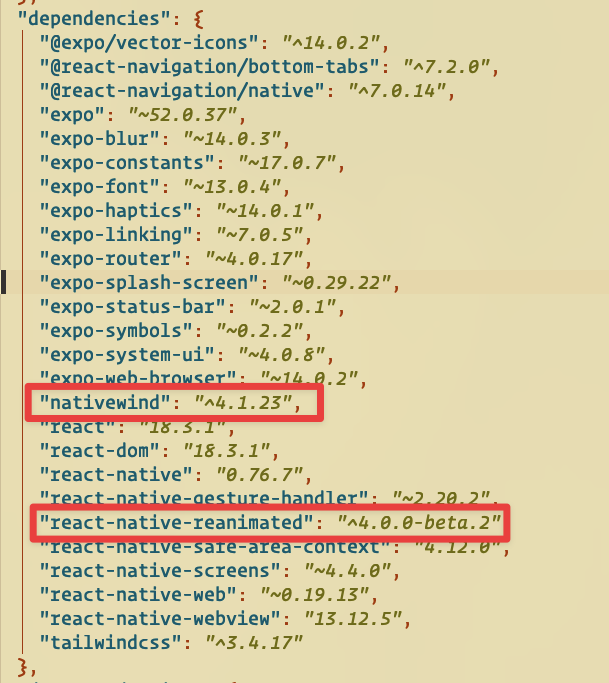 "dependencies": {
"@expo/vector-icons": "^14.0.2",
"@react-navigation/bottom-tabs": "^7.2.0",
"@react-navigation/native": "^7.0.14",
"expo": "~52.0.37",
"expo-blur": "~14.0.3",
"expo-constants": "~17.0.7",
"expo-font": "~13.0.4",
"expo-haptics": "~14.0.1",
"expo-linking": "~7.0.5",
"expo-router": "~4.0.17",
"expo-splash-screen": "~0.29.22",
"expo-status-bar": "~2.0.1",
"expo-symbols": "~0.2.2",
"expo-system-ui": "~4.0.8",
"expo-web-browser": "~14.0.2",
"nativewind": "^4.1.23",
"react": "18.3.1",
"react-dom": "18.3.1",
"react-native": "0.76.7",
"react-native-gesture-handler": "~2.20.2",
"react-native-reanimated": "^4.0.0-beta.2"
"react-native-safe-area-context": "4.12.0",
"react-native-screens": "~4.4.0",
"react-native-web": "~0.19.13",
"react-native-webview": "13.12.5",
"tailwindcss": "^3.4.17"
},